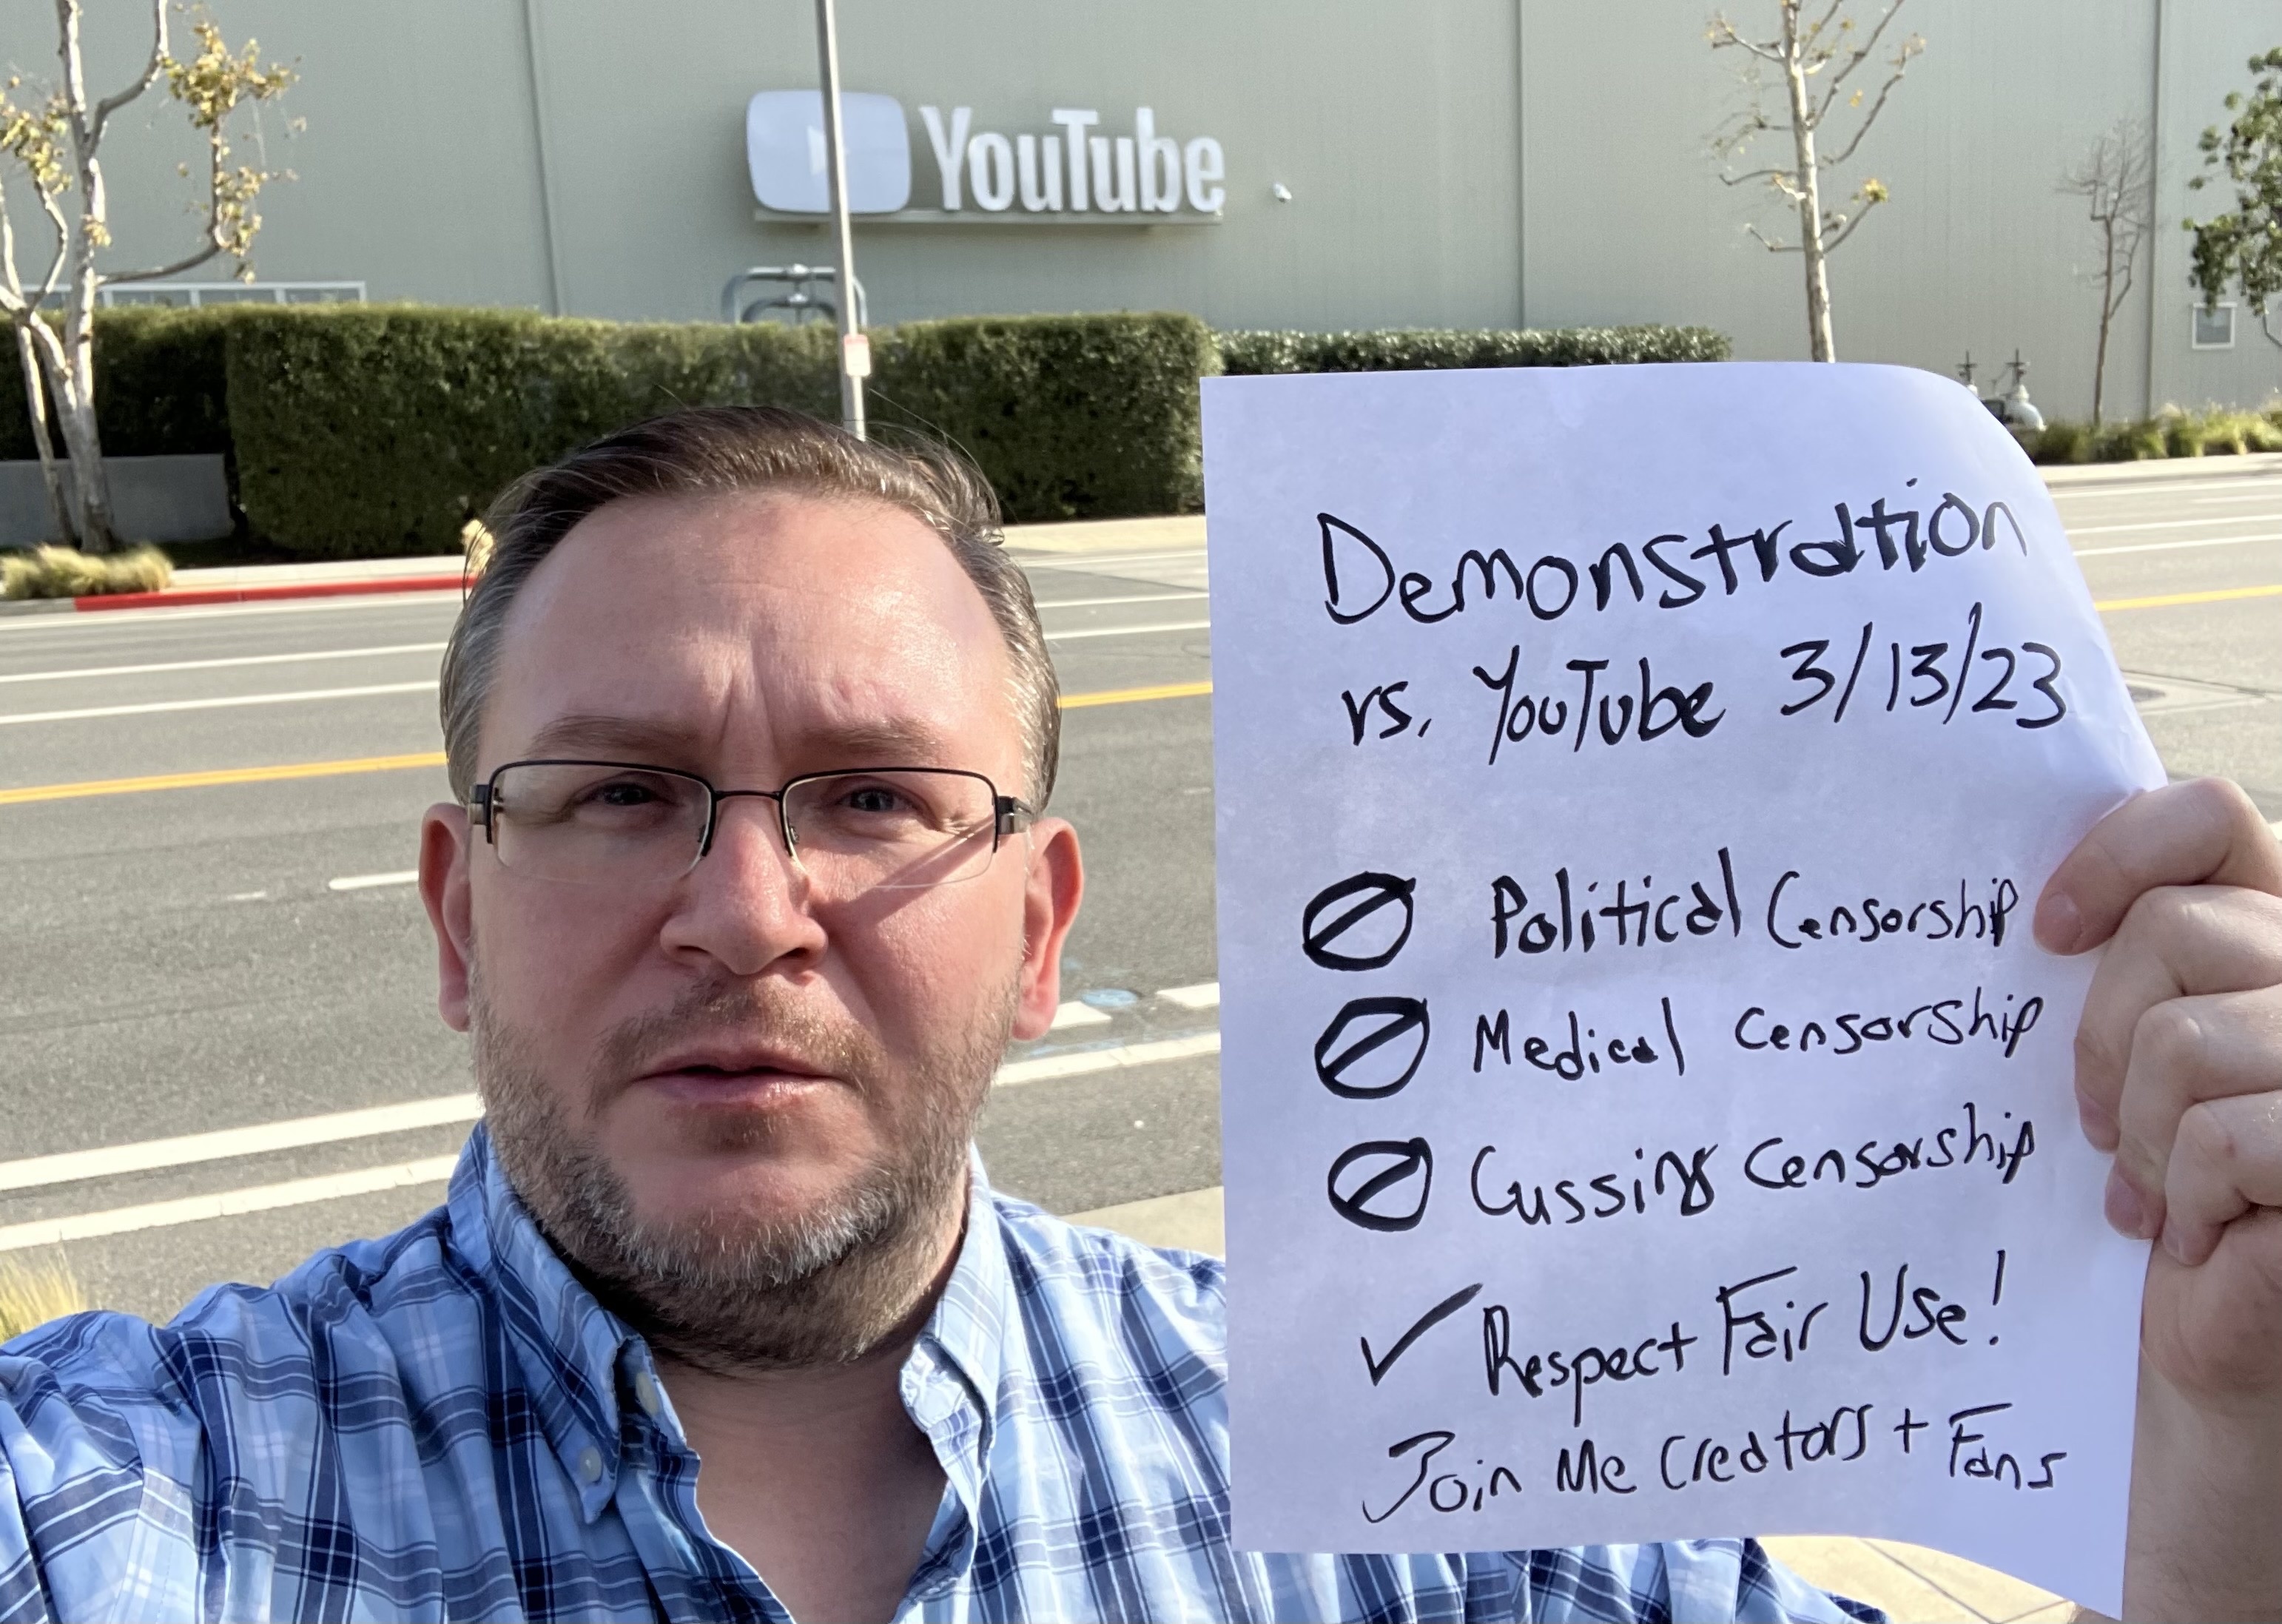 YouTube
Demonstration
vs. YouTube 3/13/23
Political Censorship
Medical Censorship
Cussing Censorship
✓ Respect Fair Use!
Join Me Creators + Fans